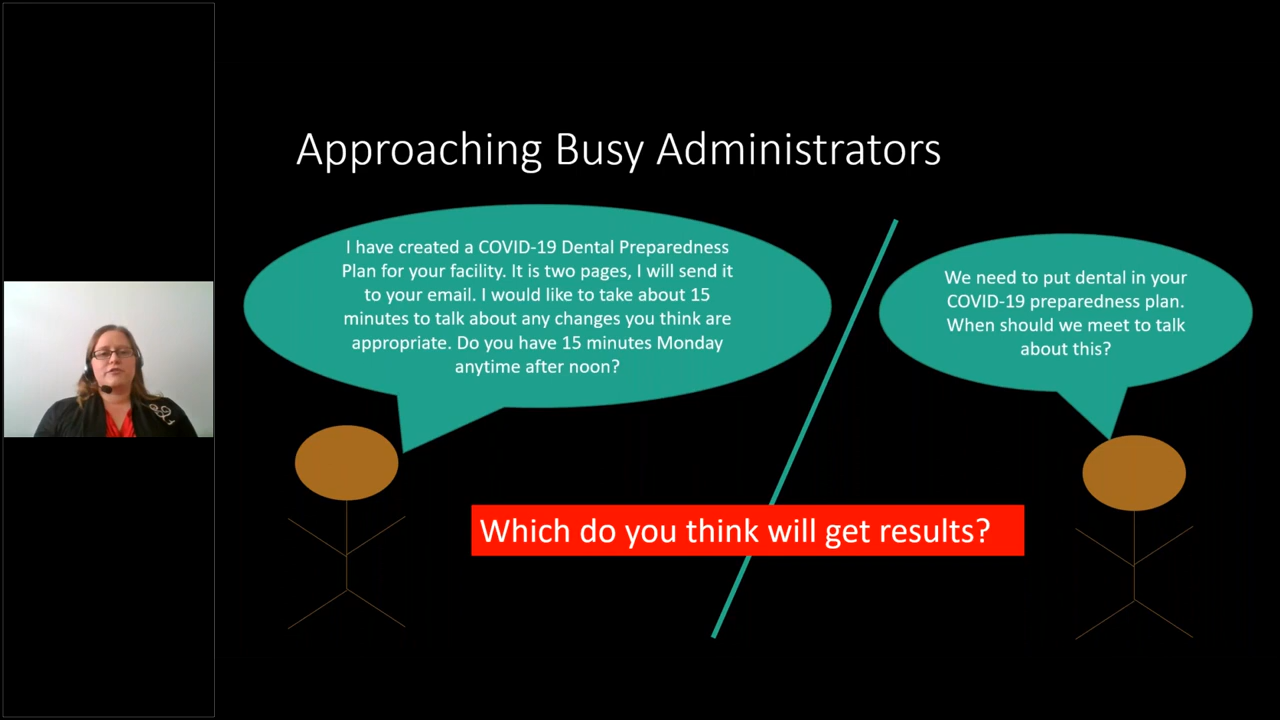 Approaching Busy Administrators
I have created a COVID-19 Dental Preparedness
Plan for your facility. It is two pages, I will send it
to your email. I would like to take about 15
minutes to talk about any changes you think are
appropriate. Do you have 15 minutes Monday
anytime after noon?
We need to put dental in your
COVID-19 preparedness plan.
When should we meet to talk
about this?
Which do you think will get results?